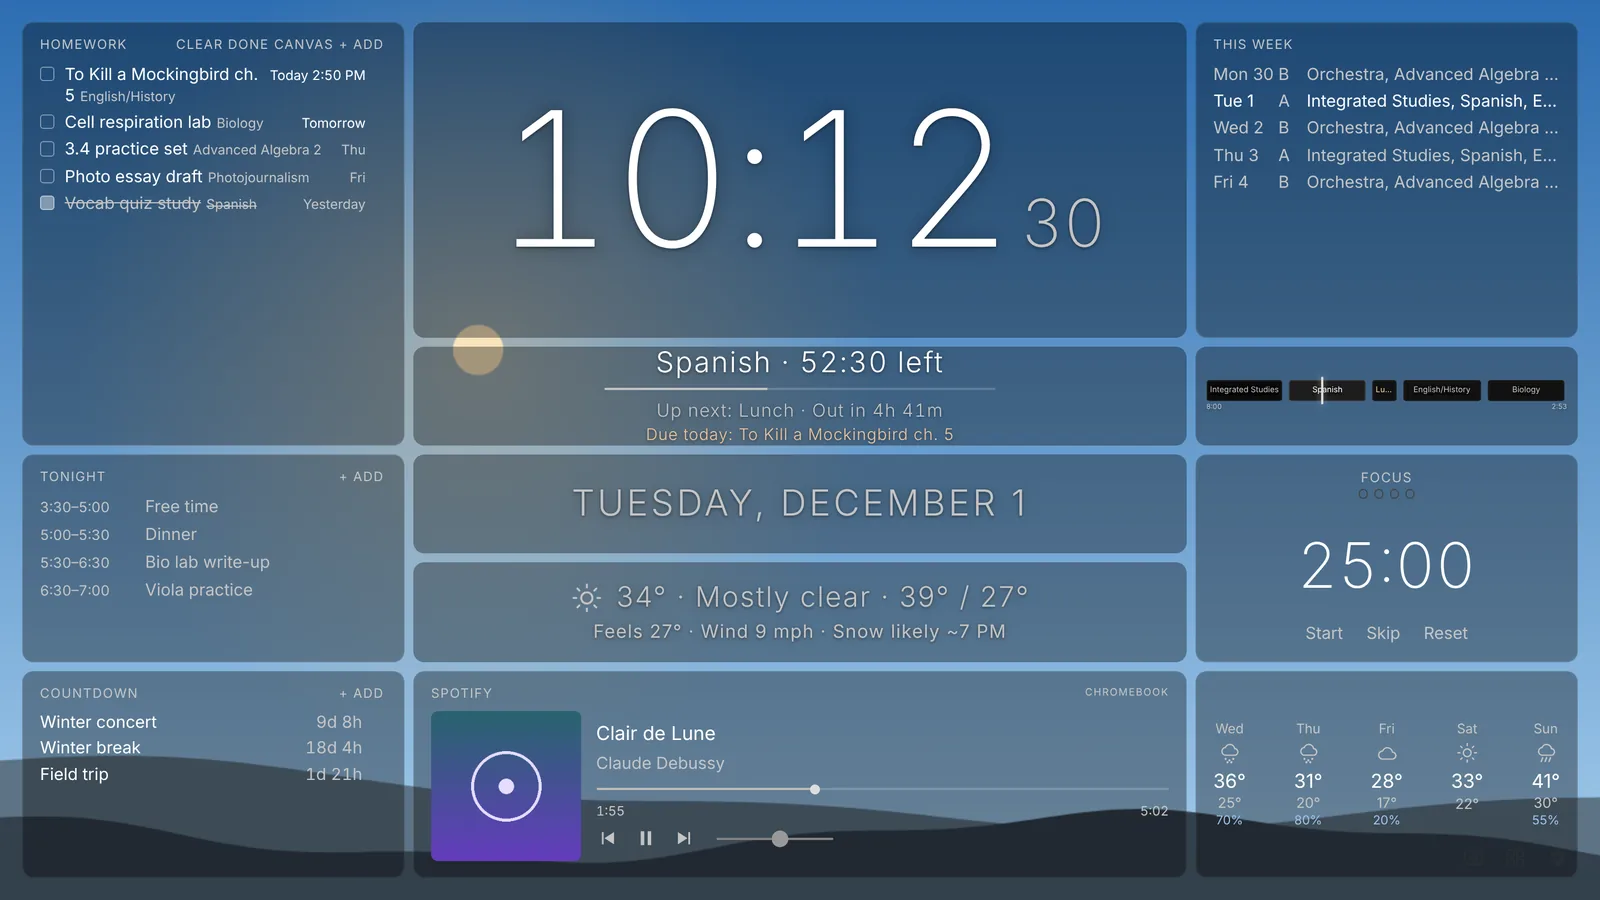 HOMEWORK CLEAR DONE CANVAS + ADD
To Kill a Mockingbird ch. Today 2:50 PM
5 English/History
Cell respiration lab Biology Tomorrow
3.4 practice set Advanced Algebra 2 Thu
Photo essay draft Photojournalism Fri
Vocab quiz study Spanish Yesterday
10:12 30
THIS WEEK
Mon 30 B Orchestra, Advanced Algebra ...
Tue 1 A Integrated Studies, Spanish, E...
Wed 2 B Orchestra, Advanced Algebra ...
Thu 3 A Integrated Studies, Spanish, E...
Fri 4 B Orchestra, Advanced Algebra ...
Spanish · 52:30 left
Up next: Lunch · Out in 4h 41m
Due today: To Kill a Mockingbird ch. 5
Integrated Studies Spanish Lu... English/History Biology
8:00 2:53
TONIGHT + ADD
3:30–5:00 Free time
5:00–5:30 Dinner
5:30–6:30 Bio lab write-up
6:30–7:00 Viola practice
TUESDAY, DECEMBER 1
34° · Mostly clear · 39° / 27°
Feels 27° · Wind 9 mph · Snow likely ~7 PM
FOCUS
25:00
Start Skip Reset
COUNTDOWN + ADD
Winter concert 9d 8h
Winter break 18d 4h
Field trip 1d 21h
SPOTIFY CHROMEBOOK
Clair de Lune
Claude Debussy
1:55 5:02
Wed Thu Fri Sat Sun
36° 31° 28° 33° 41°
25° 20° 17° 22° 30°
70% 80% 20% 55%